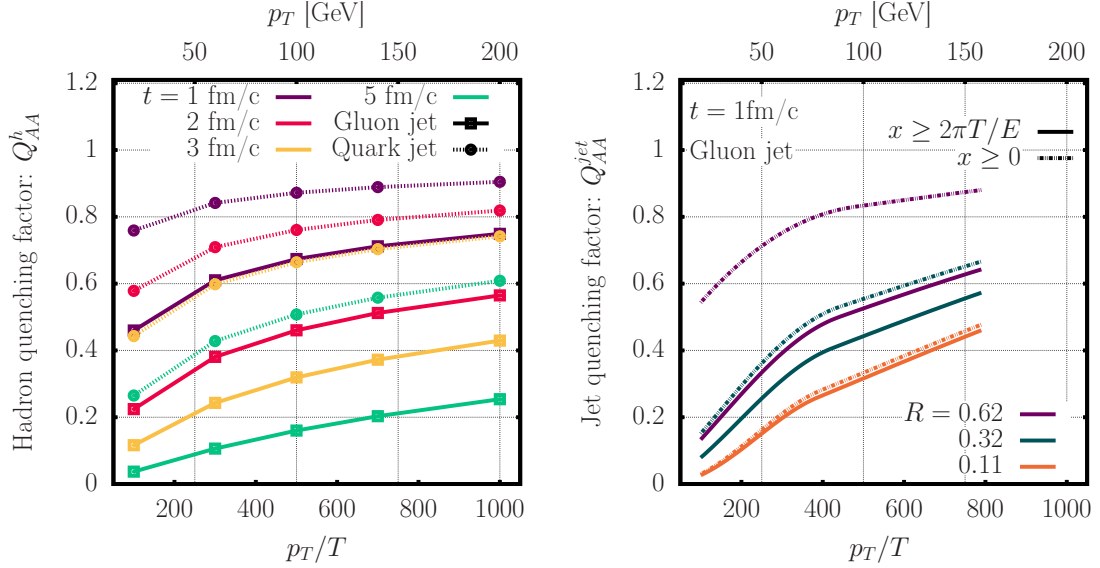 p_T [GeV]
50 100 150 200
Hadron quenching factor: Q^h_{AA}
1.2
1
0.8
0.6
0.4
0.2
0
t = 1 fm/c
2 fm/c
3 fm/c
5 fm/c
Gluon jet
Quark jet
200 400 600 800 1000
p_T/T
p_T [GeV]
50 100 150 200
Jet quenching factor: Q^{jet}_{AA}
1.2
1
0.8
0.6
0.4
0.2
0
t = 1fm/c
Gluon jet
x ≥ 2πT/E
x ≥ 0
R = 0.62
0.32
0.11
200 400 600 800 1000
p_T/T